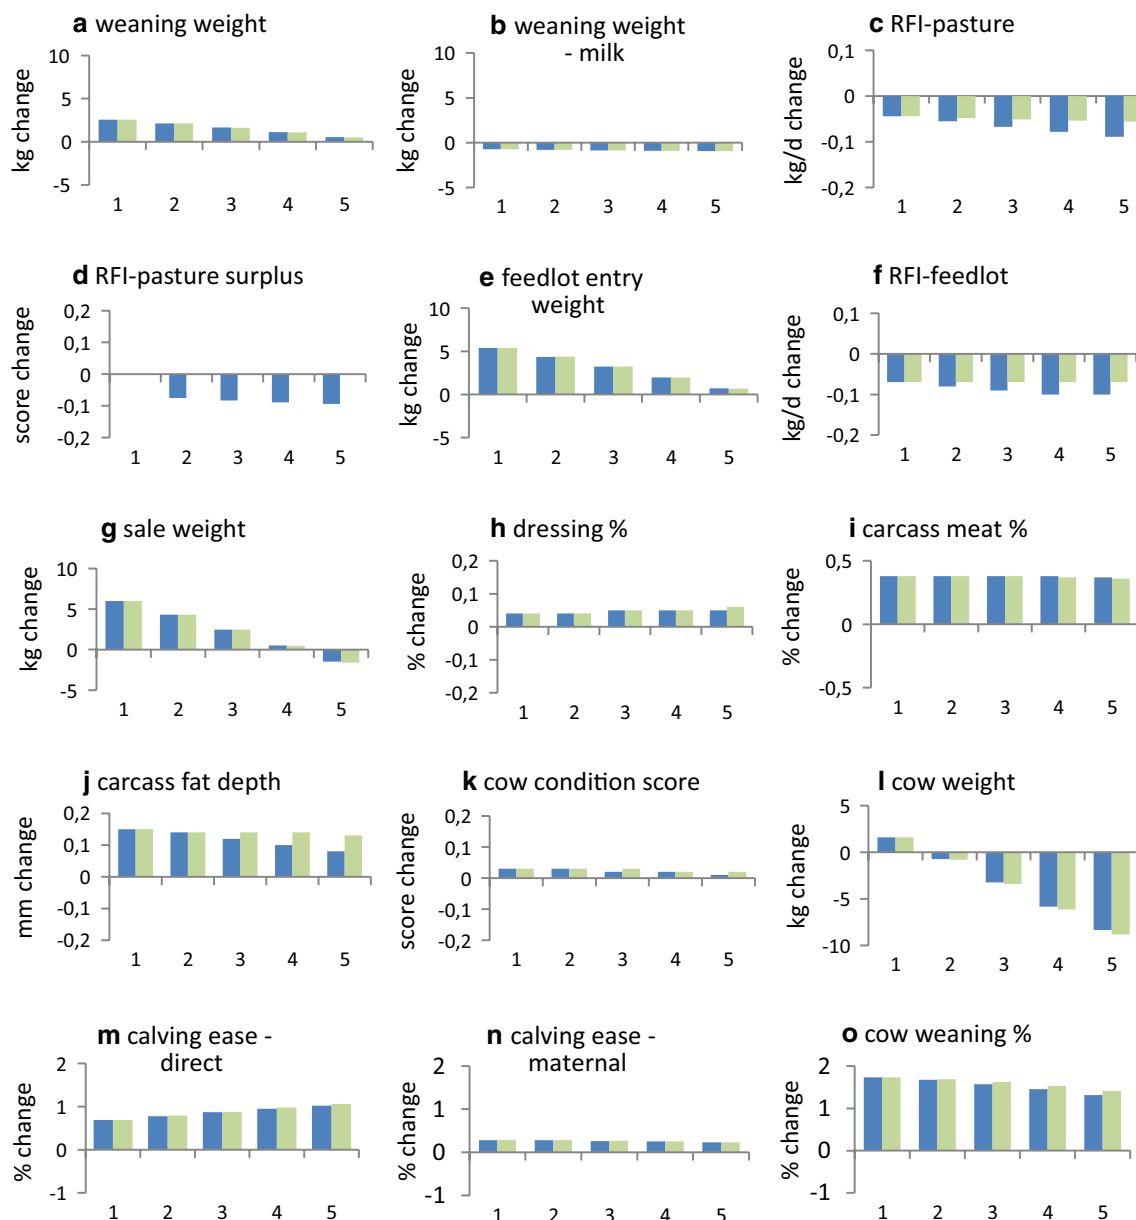 a weaning weight
10
5
0
-5
kg change
1 2 3 4 5
b weaning weight
- milk
10
5
0
-5
kg change
1 2 3 4 5
c RFI-pasture
0,1
0
-0,1
-0,2
kg/d change
1 2 3 4 5
d RFI-pasture surplus
0,2
0,1
0
-0,1
-0,2
score change
1 2 3 4 5
e feedlot entry
weight
10
5
0
-5
kg change
1 2 3 4 5
f RFI-feedlot
0,1
0
-0,1
-0,2
kg/d change
1 2 3 4 5
g sale weight
10
5
0
-5
kg change
1 2 3 4 5
h dressing %
0,2
0,1
0
-0,1
-0,2
% change
1 2 3 4 5
i carcass meat %
0,5
0
-0,5
% change
1 2 3 4 5
j carcass fat depth
0,2
0,1
0
-0,1
-0,2
mm change
1 2 3 4 5
k cow condition score
0,2
0,1
0
-0,1
-0,2
score change
1 2 3 4 5
l cow weight
5
0
-5
-10
kg change
1 2 3 4 5
m calving ease -
direct
2
1
0
-1
% change
1 2 3 4 5
n calving ease -
maternal
2
1
0
-1
% change
1 2 3 4 5
o cow weaning %
2
1
0
-1
% change
1 2 3 4 5